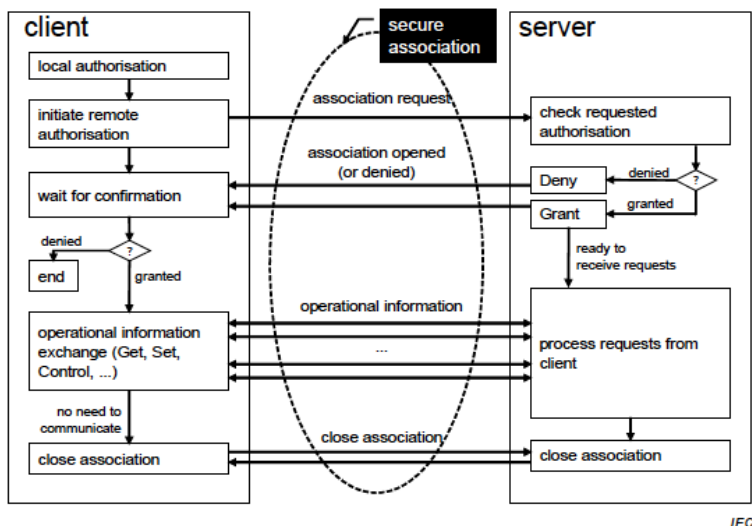 client
secure
association
server
local authorisation
initiate remote
authorisation
association request
check requested
authorisation
association opened
(or denied)
wait for confirmation
Deny
denied
?
Grant
granted
denied
?
end
granted
ready to
receive requests
operational information
operational information
exchange (Get, Set,
Control, ...)
...
process requests from
client
no need to
communicate
close association
close association
close association
IEC